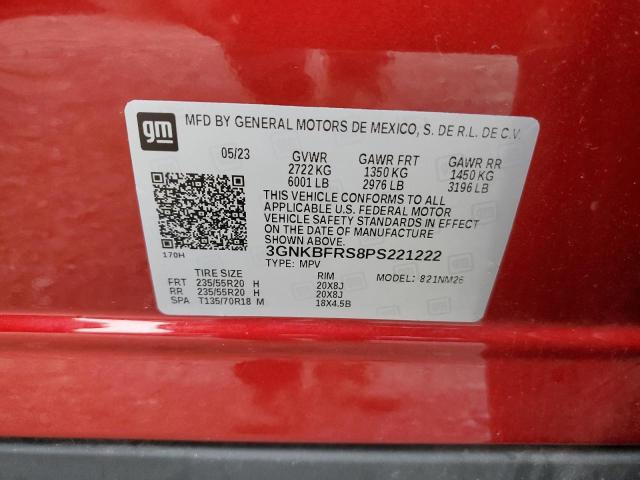 gm
MFD BY GENERAL MOTORS DE MEXICO, S. DE R.L. DE C.V.
05/23 GVWR GAWR FRT GAWR RR
2722 KG 1350 KG 1450 KG
6001 LB 2976 LB 3196 LB
THIS VEHICLE CONFORMS TO ALL
APPLICABLE U.S. FEDERAL MOTOR
VEHICLE SAFETY STANDARDS IN EFFECT
ON THE DATE OF MANUFACTURE
SHOWN ABOVE.
170H
3GNKBFRS8PS221222
TYPE: MPV
TIRE SIZE RIM MODEL: 821NM26
FRT 235/55R20 H 20X8J
RR 235/55R20 H 20X8J
SPA T135/70R18 M 18X4.5B